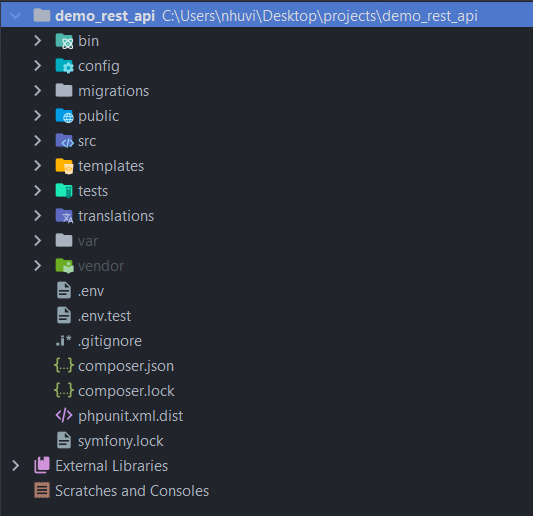 demo_rest_api C:\Users\nhuvi\Desktop\projects\demo_rest_api
bin
config
migrations
public
src
templates
tests
translations
var
vendor
.env
.env.test
.gitignore
composer.json
composer.lock
phpunit.xml.dist
symfony.lock
External Libraries
Scratches and Consoles